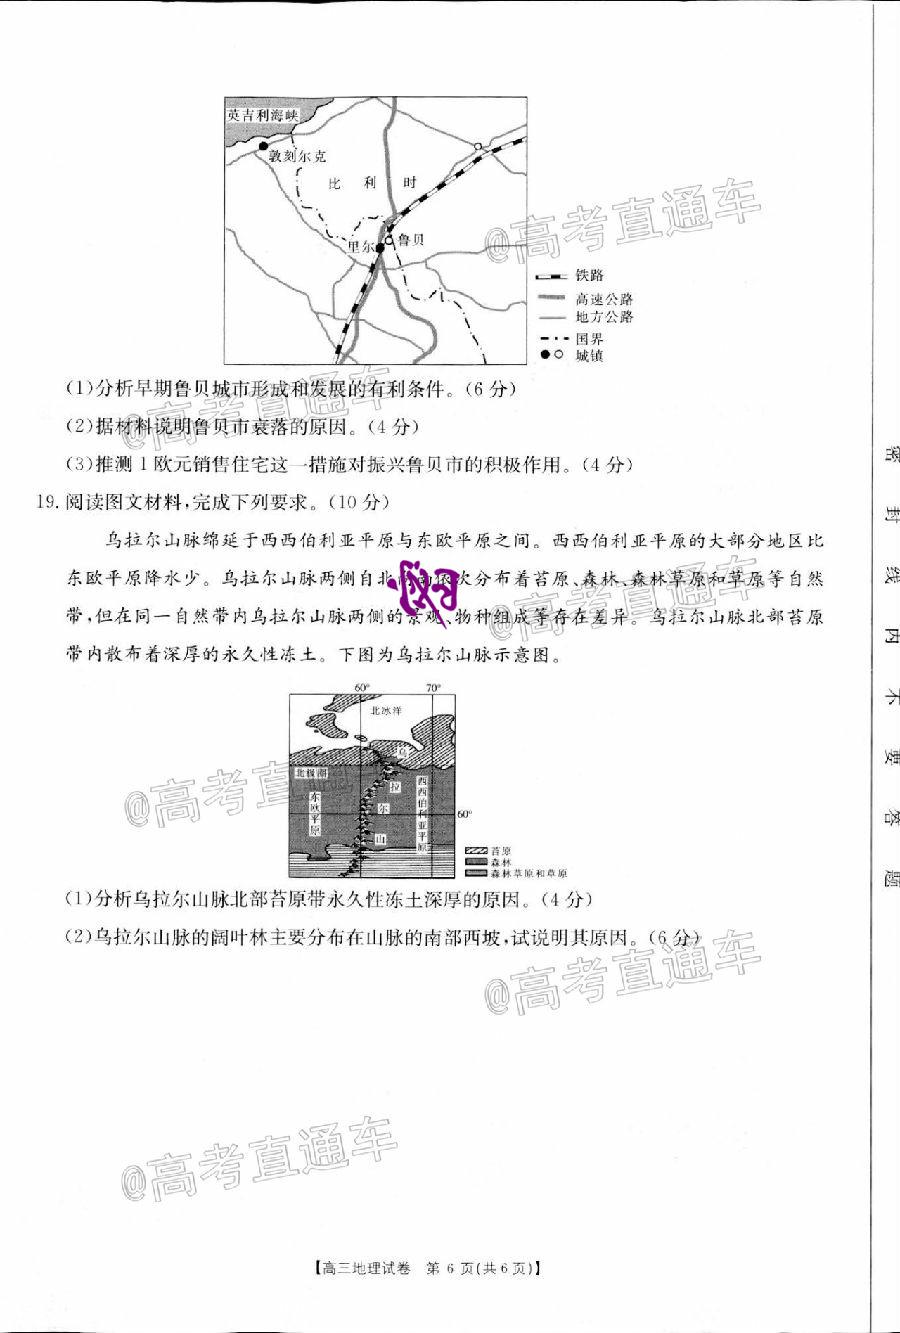 英吉利海峡
敦刻尔克
比利时
里尔
鲁贝
铁路
高速公路
地方公路
国界
城镇
(1)分析早期鲁贝城市形成和发展的有利条件。(6分)
(2)据材料说明鲁贝市衰落的原因。(4分)
(3)推测1欧元销售住宅这一措施对振兴鲁贝市的积极作用。(4分)
19.阅读图文材料,完成下列要求。(10分)
乌拉尔山脉绵延于西西伯利亚平原与东欧平原之间。西西伯利亚平原的大部分地区比
东欧平原降水少。乌拉尔山脉两侧自北依次分布着苔原、森林、森林草原和草原等自然
带,但在同一自然带内乌拉尔山脉两侧的景观、物种组成等存在差异。乌拉尔山脉北部苔原
带内散布着深厚的永久性冻土。下图为乌拉尔山脉示意图。
60° 70°
北冰洋
乌拉尔山
北极圈
东欧平原
西西伯利亚平原
60°
苔原
森林
森林草原和草原
(1)分析乌拉尔山脉北部苔原带永久性冻土深厚的原因。(4分)
(2)乌拉尔山脉的阔叶林主要分布在山脉的南部西坡,试说明其原因。(6分)
【高三地理试卷 第6页(共6页)】
密封线内不要答题
@高考直通车
@高考直通车
@高考直通车
@高考直通车
@高考直通车
@高考直通车